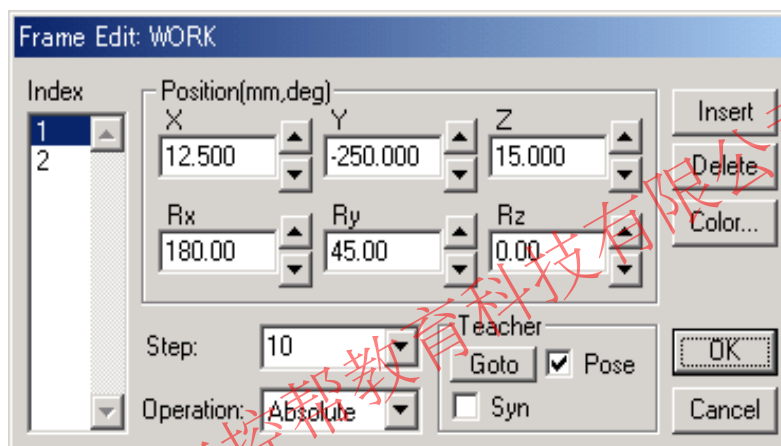 Frame Edit: WORK
Index
1
2
Position(mm,deg)
X Y Z
12.500 -250.000 15.000
Rx Ry Rz
180.00 45.00 0.00
Insert
Delete
Color...
Step: 10
Operation: Absolute
Teacher
Goto Pose
Syn
OK
Cancel
控帮教育科技有限公